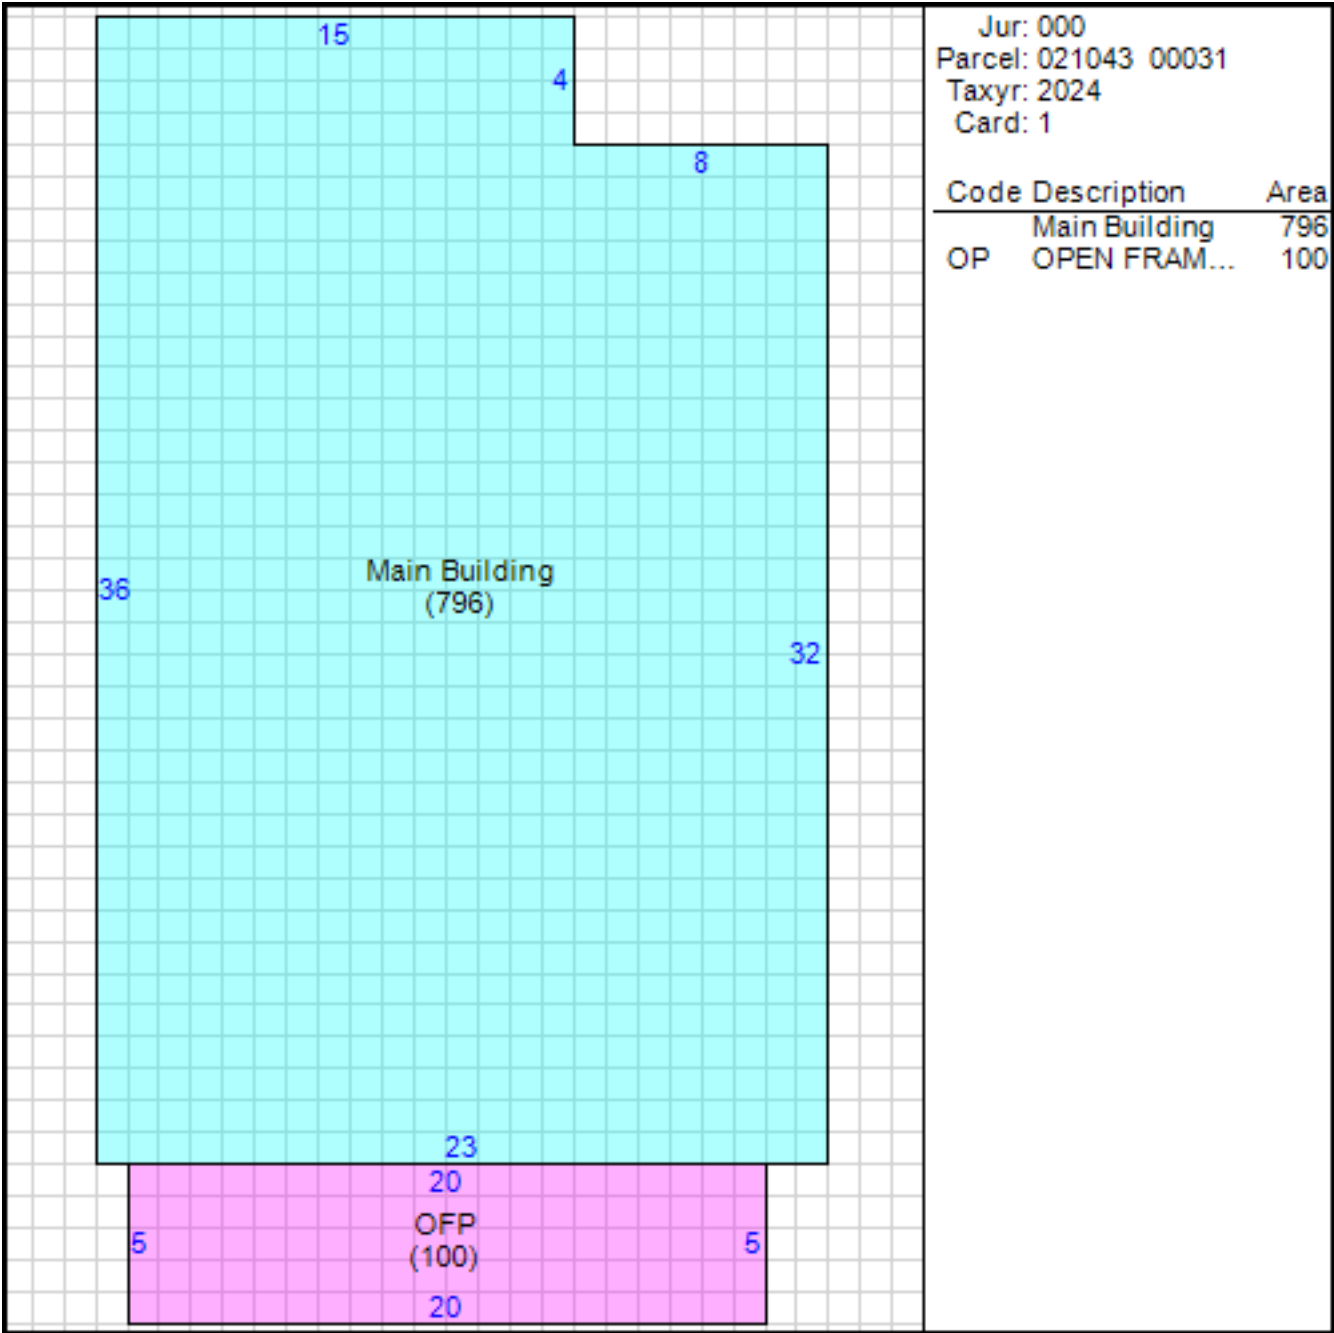 15
4
8
36
Main Building
(796)
32
23
20
OFP
(100)
5
5
20
Jur: 000
Parcel: 021043 00031
Taxyr: 2024
Card: 1
Code Description Area
Main Building 796
OP OPEN FRAM... 100